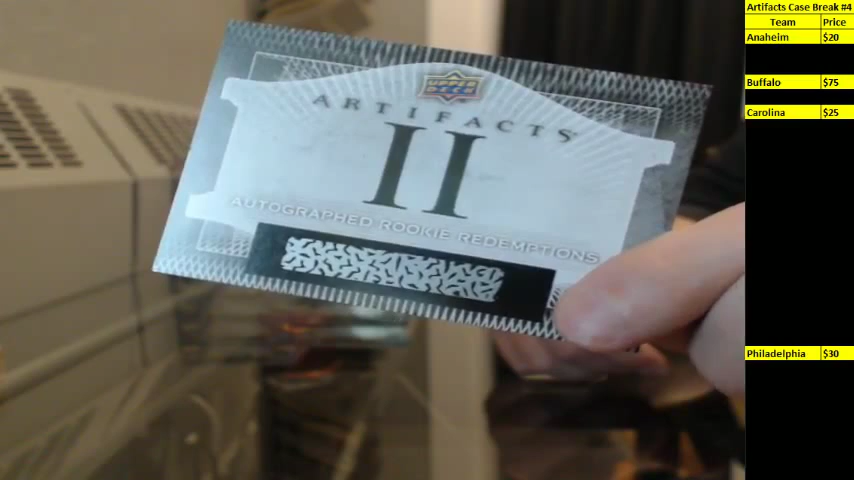 UPPER
DECK
ARTIFACTS
II
AUTOGRAPHED ROOKIE REDEMPTIONS
Artifacts Case Break #4
Team Price
Anaheim $20
Buffalo $75
Carolina $25
Philadelphia $30